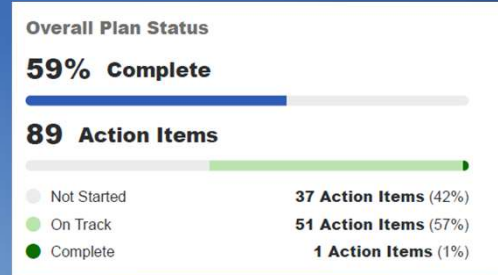 Overall Plan Status
59% Complete
89 Action Items
Not Started 37 Action Items (42%)
On Track 51 Action Items (57%)
Complete 1 Action Items (1%)